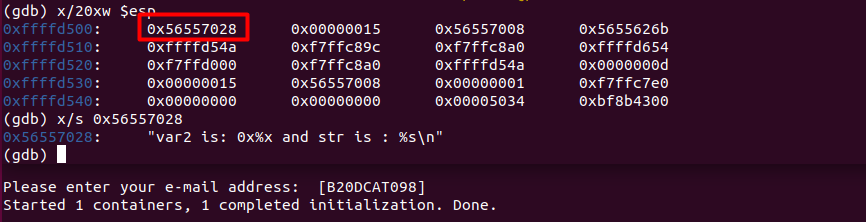 (gdb) x/20xw $esp
0xffffd500: 0x56557028 0x00000015 0x56557008 0x5655626b
0xffffd510: 0xffffd54a 0xf7ffc89c 0xf7ffc8a0 0xffffd654
0xffffd520: 0xf7ffd000 0xf7ffc8a0 0xffffd54a 0x0000000d
0xffffd530: 0x00000015 0x56557008 0x00000001 0xf7ffc7e0
0xffffd540: 0x00000000 0x00000000 0x00005034 0xbf8b4300
(gdb) x/s 0x56557028
0x56557028: "var2 is: 0x%x and str is : %s\n"
(gdb)
Please enter your e-mail address: [B20DCAT098]
Started 1 containers, 1 completed initialization. Done.